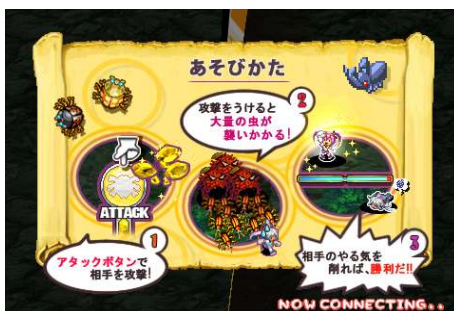 あそびかた
2
攻撃をうけると
大量の虫が
襲いかかる!
ATTACK
1
アタックボタンで
相手を攻撃!
3
相手のやる気を
削れば、勝利だ!!
NOW CONNECTING..